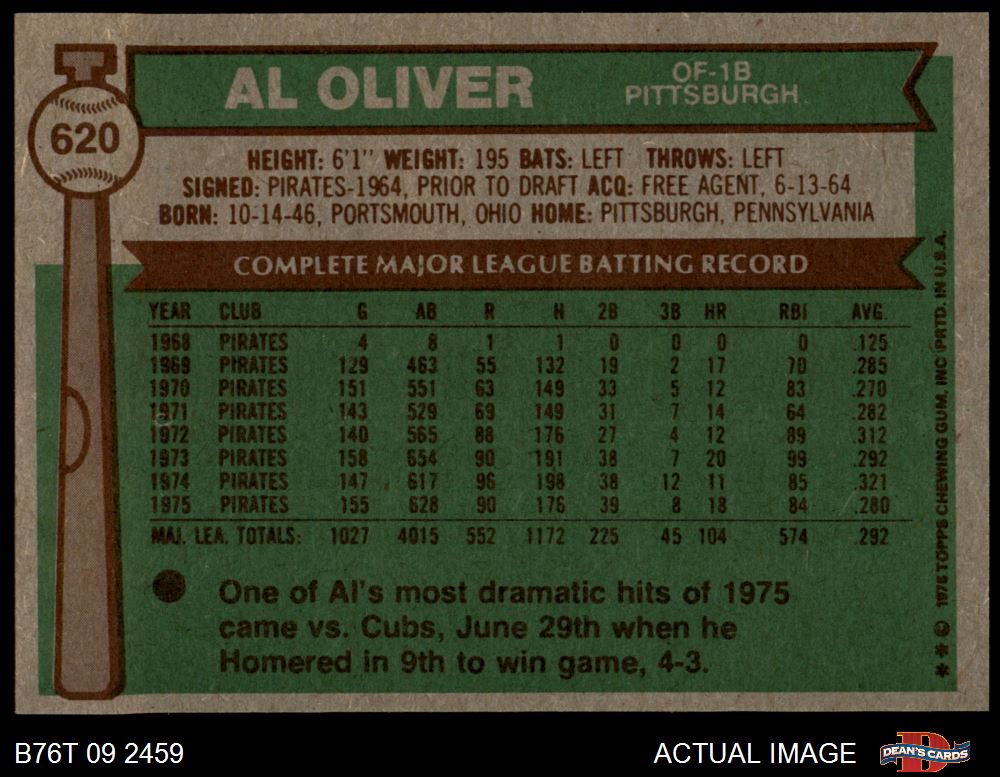 AL OLIVER
OF-1B
PITTSBURGH
620
HEIGHT: 6'1" WEIGHT: 195 BATS: LEFT THROWS: LEFT
SIGNED: PIRATES-1964, PRIOR TO DRAFT ACQ: FREE AGENT, 6-13-64
BORN: 10-14-46, PORTSMOUTH, OHIO HOME: PITTSBURGH, PENNSYLVANIA
COMPLETE MAJOR LEAGUE BATTING RECORD
YEAR CLUB G AB R H 2B 3B HR RBI AVG.
1968 PIRATES 4 8 1 1 0 0 0 0 .125
1969 PIRATES 129 463 55 132 19 2 17 70 .285
1970 PIRATES 151 551 63 149 33 5 12 83 .270
1971 PIRATES 143 529 69 149 31 7 14 64 .282
1972 PIRATES 140 565 88 176 27 4 12 89 .312
1973 PIRATES 158 654 90 191 38 7 20 99 .292
1974 PIRATES 147 617 96 198 38 12 11 85 .321
1975 PIRATES 155 628 90 176 39 8 18 84 .280
MAJ. LEA. TOTALS: 1027 4015 552 1172 225 45 104 574 .292
One of Al's most dramatic hits of 1975
came vs. Cubs, June 29th when he
Homered in 9th to win game, 4-3.
* * © 1976 TOPPS CHEWING GUM, INC. PRTD. IN U.S.A.
B76T 09 2459
ACTUAL IMAGE
D
DEAN'S CARDS